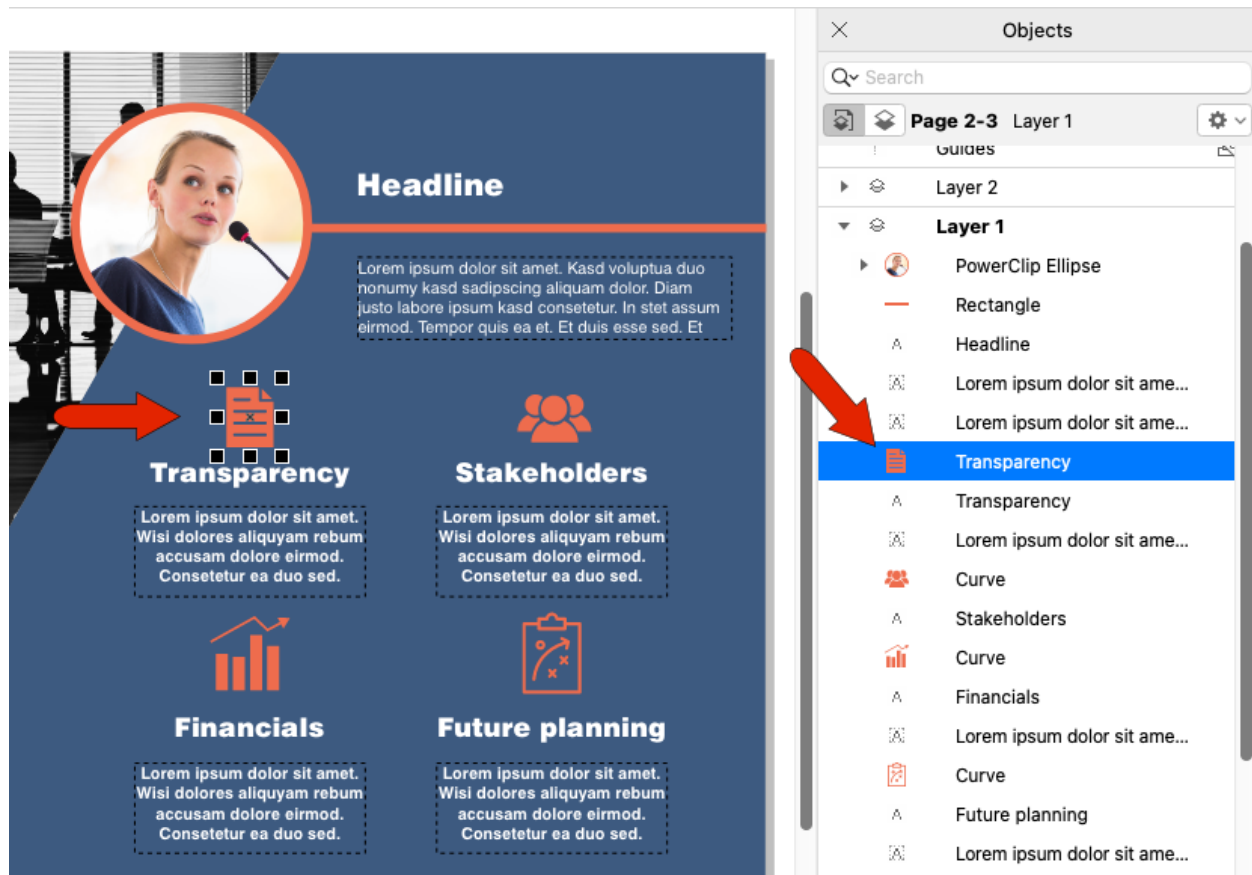 Headline
Lorem ipsum dolor sit amet. Kasd voluptua duo
nonumy kasd sadipscing aliquam dolor. Diam
justo labore ipsum kasd consetetur. In stet assum
eirmod. Tempor quis ea et. Et duis esse sed. Et
Transparency
Lorem ipsum dolor sit amet.
Wisi dolores aliquyam rebum
accusam dolore eirmod.
Consetetur ea duo sed.
Stakeholders
Lorem ipsum dolor sit amet.
Wisi dolores aliquyam rebum
accusam dolore eirmod.
Consetetur ea duo sed.
Financials
Lorem ipsum dolor sit amet.
Wisi dolores aliquyam rebum
accusam dolore eirmod.
Consetetur ea duo sed.
Future planning
Lorem ipsum dolor sit amet.
Wisi dolores aliquyam rebum
accusam dolore eirmod.
Consetetur ea duo sed.
Objects
Search
Page 2-3 Layer 1
Guides
Layer 2
Layer 1
PowerClip Ellipse
Rectangle
A Headline
A Lorem ipsum dolor sit ame...
A Lorem ipsum dolor sit ame...
Transparency
A Transparency
A Lorem ipsum dolor sit ame...
Curve
A Stakeholders
Curve
A Financials
A Lorem ipsum dolor sit ame...
Curve
A Future planning
A Lorem ipsum dolor sit ame...